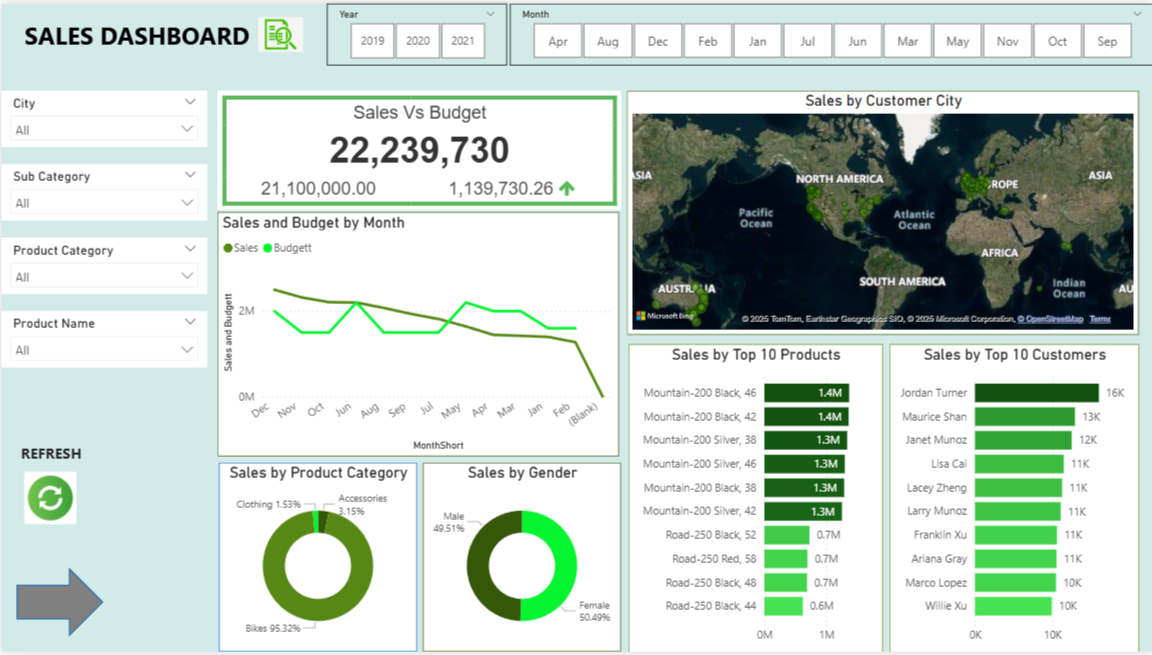 SALES DASHBOARD
Year
2019 2020 2021
Month
Apr Aug Dec Feb Jan Jul Jun Mar May Nov Oct Sep
City
All
Sub Category
All
Product Category
All
Product Name
All
REFRESH
Sales Vs Budget
22,239,730
21,100,000.00 1,139,730.26
Sales and Budget by Month
Sales Budgett
Sales and Budgett
2M
0M
Dec Nov Oct Jun Aug Sep Jul May Apr Mar Jan Feb (Blank)
MonthShort
Sales by Product Category
Clothing 1.53%
Accessories
3.15%
Bikes 95.32%
Sales by Gender
Male
49.51%
Female
50.49%
Sales by Customer City
ASIA
NORTH AMERICA
ROPE
ASIA
Pacific
Ocean
Atlantic
Ocean
AFRICA
SOUTH AMERICA
Indian
Ocean
AUSTRALIA
AU
Microsoft Bing
© 2025 TomTom, Earthstar Geographics SIO, © 2025 Microsoft Corporation, © OpenStreetMap Terms
Sales by Top 10 Products
Mountain-200 Black, 46 1.4M
Mountain-200 Black, 42 1.4M
Mountain-200 Silver, 38 1.3M
Mountain-200 Silver, 46 1.3M
Mountain-200 Black, 38 1.3M
Mountain-200 Silver, 42 1.3M
Road-250 Black, 52 0.7M
Road-250 Red, 58 0.7M
Road-250 Black, 48 0.7M
Road-250 Black, 44 0.6M
0M 1M
Sales by Top 10 Customers
Jordan Turner 16K
Maurice Shan 13K
Janet Munoz 12K
Lisa Cai 11K
Lacey Zheng 11K
Larry Munoz 11K
Franklin Xu 11K
Ariana Gray 11K
Marco Lopez 10K
Willie Xu 10K
0K 10K